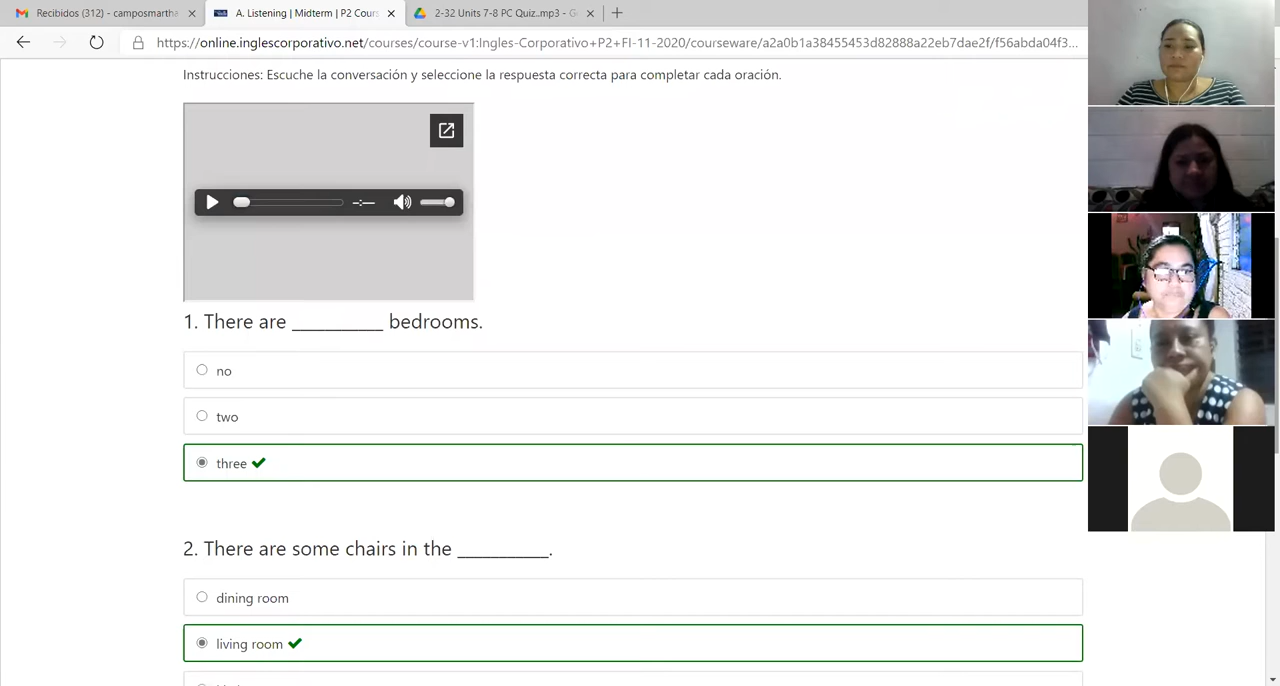 Recibidos (312) - camposmartha
A. Listening | Midterm | P2 Cours
2-32 Units 7-8 PC Quiz..mp3 - G
https://online.inglescorporativo.net/courses/course-v1:Ingles-Corporativo+P2+FI-11-2020/courseware/a2a0b1a38455453d82888a22eb7dae2f/f56abda04f3...
Instrucciones: Escuche la conversación y seleccione la respuesta correcta para completar cada oración.
-:--
1. There are __________ bedrooms.
no
two
three
2. There are some chairs in the __________.
dining room
living room